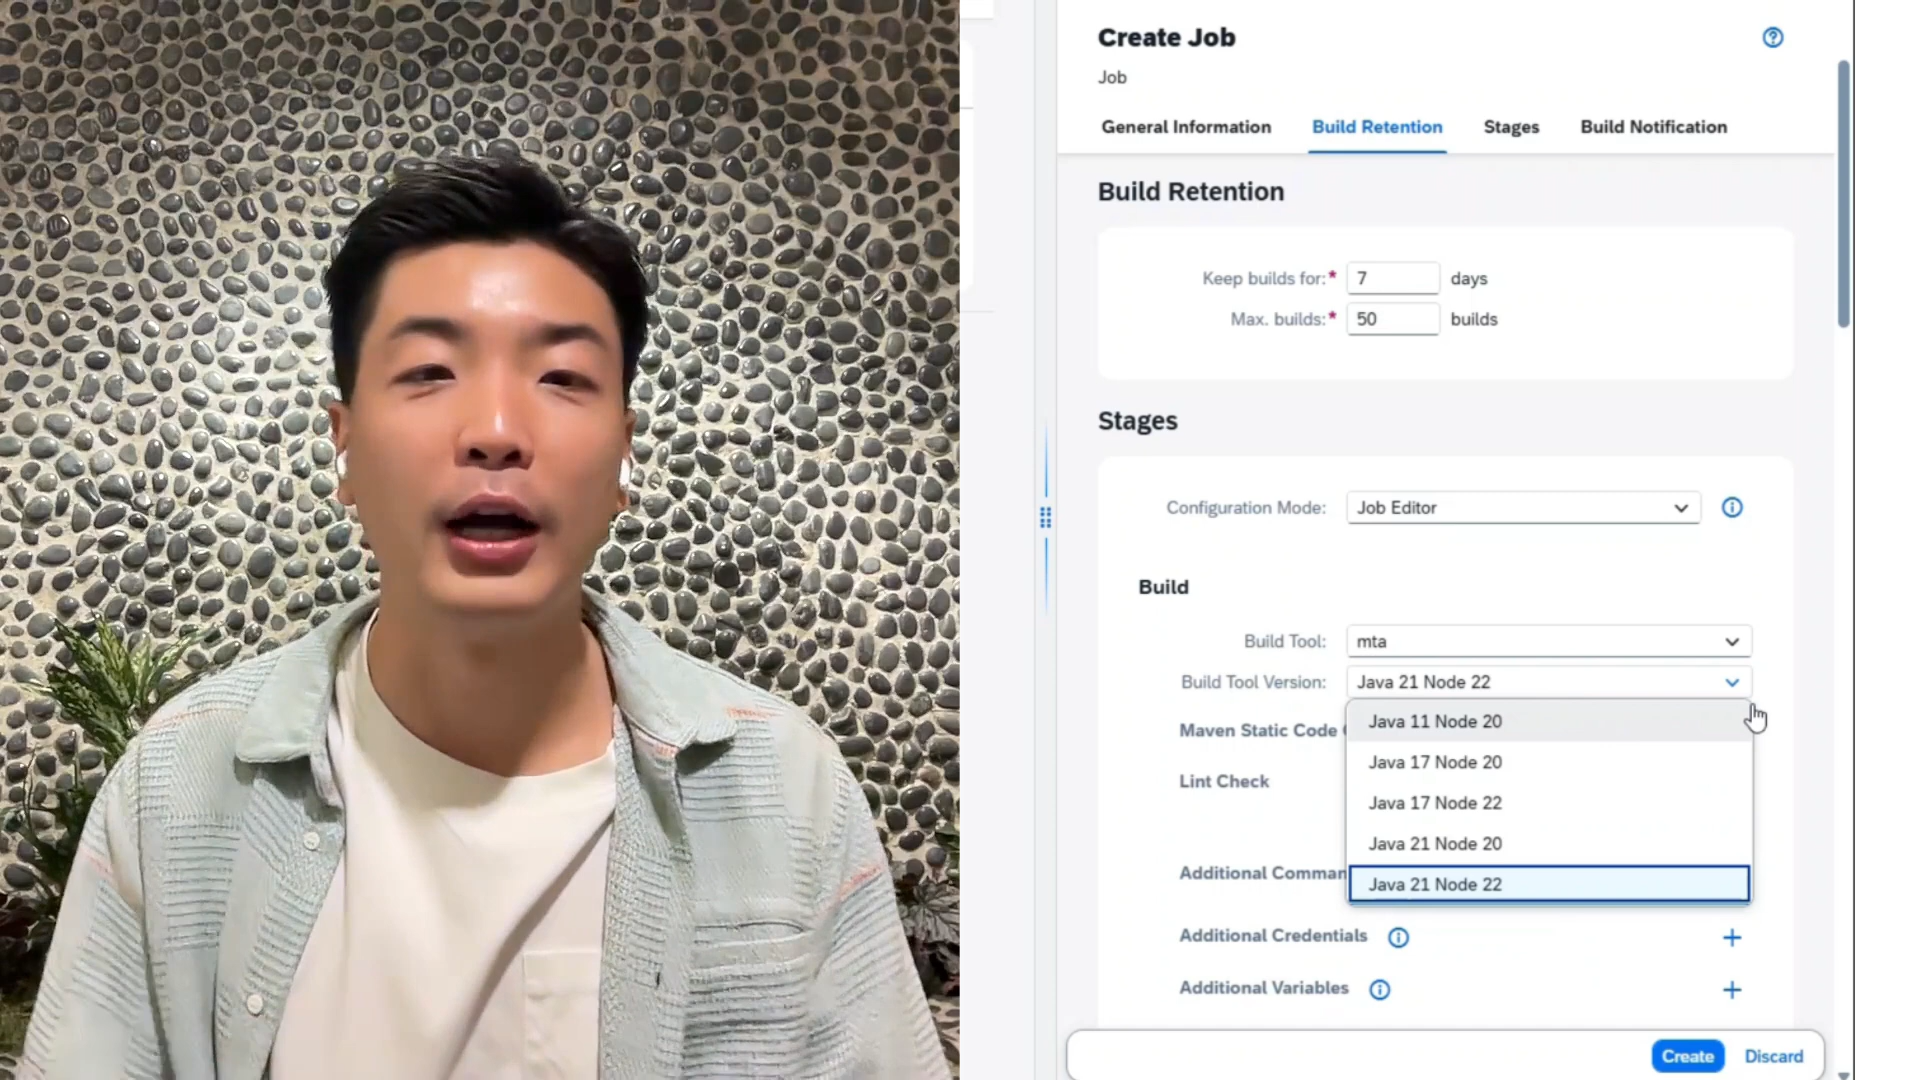 Create Job
Job
General Information
Build Retention
Stages
Build Notification
Build Retention
Keep builds for:* 7 days
Max. builds:* 50 builds
Stages
Configuration Mode: Job Editor
Build
Build Tool: mta
Build Tool Version: Java 21 Node 22
Java 11 Node 20
Maven Static Code
Java 17 Node 20
Lint Check
Java 17 Node 22
Java 21 Node 20
Additional Comman
Java 21 Node 22
Additional Credentials
Additional Variables
Create
Discard